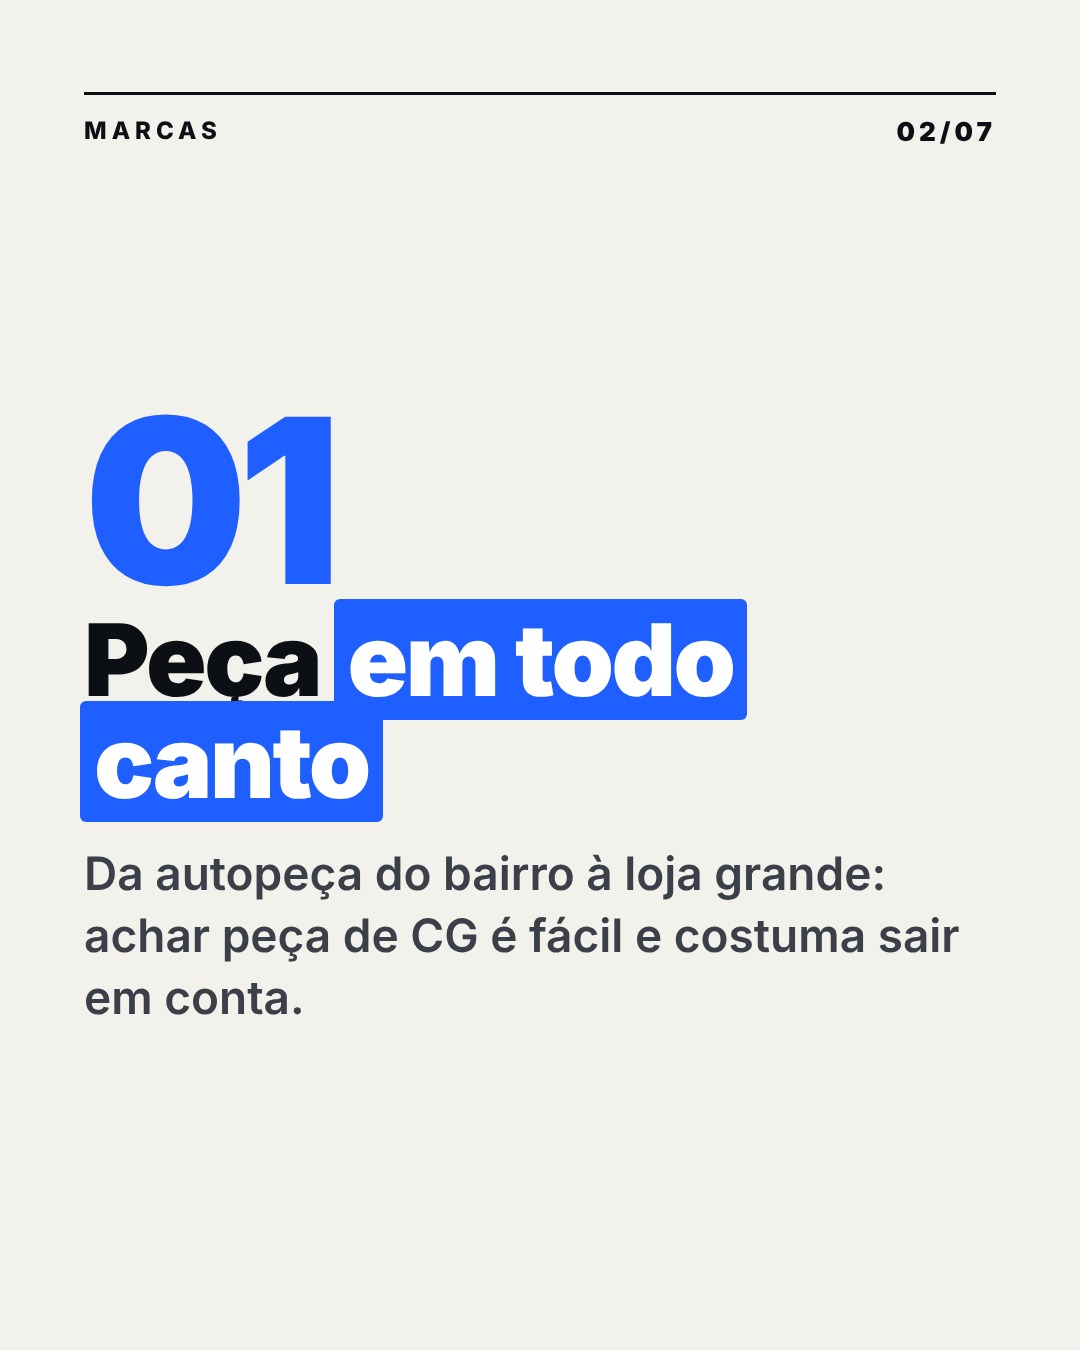 MARCAS
02/07
01
Peça em todo
canto
Da autopeça do bairro à loja grande:
achar peça de CG é fácil e costuma sair
em conta.